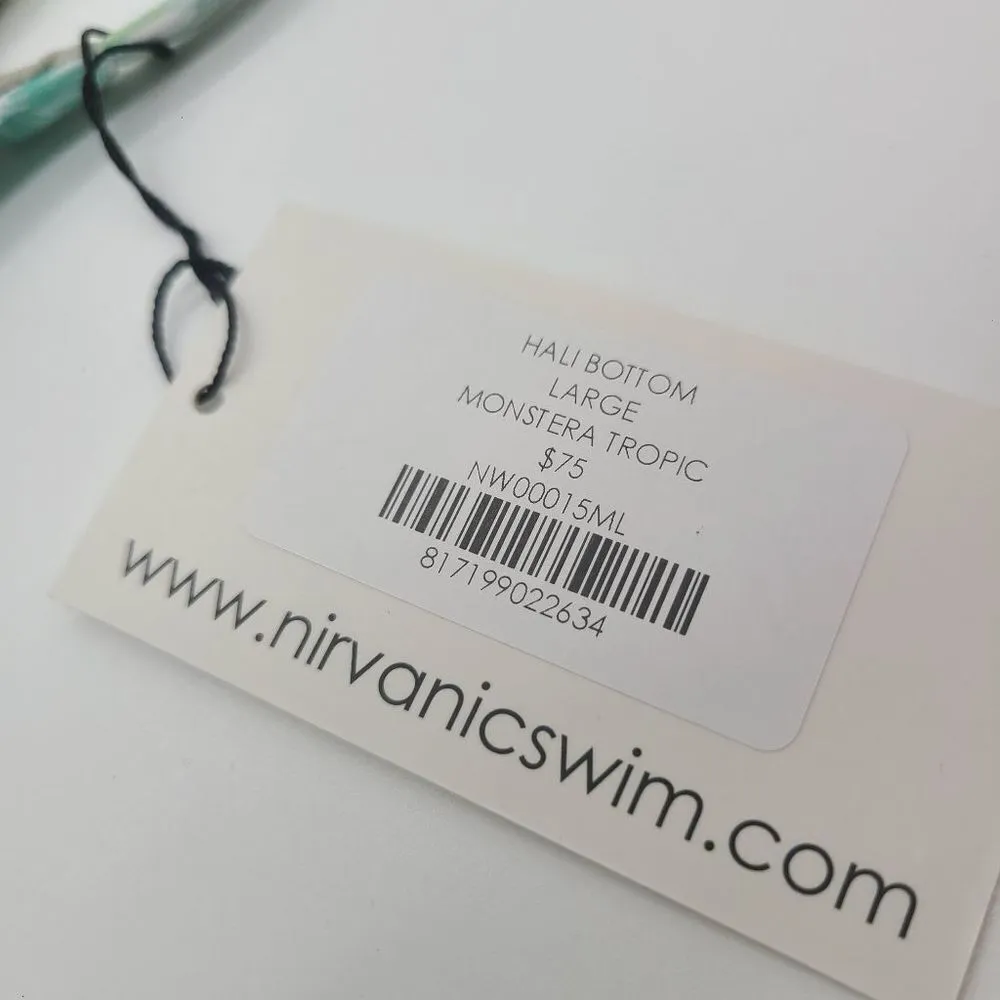 HALI BOTTOM
LARGE
MONSTERA TROPIC
$75
NW00015ML
817199022634
www.nirvanicswim.com